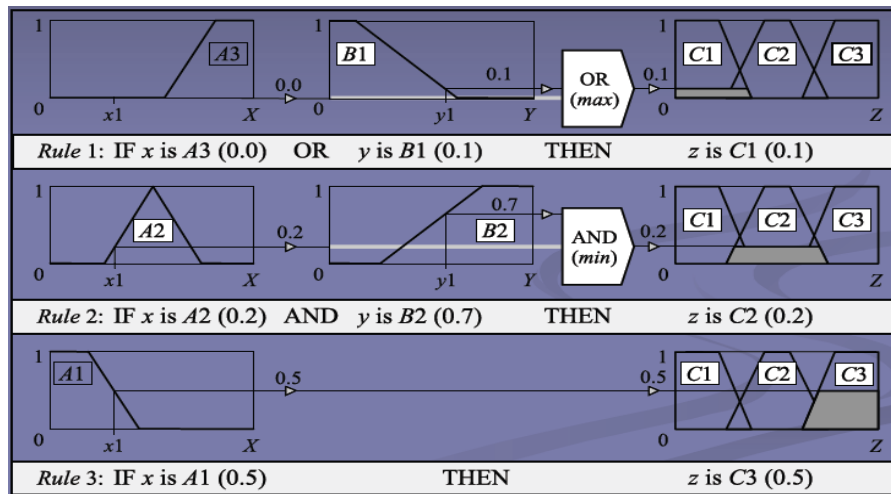 1 A3 0.0 1 B1 0.1 OR 0.1 1 C1 C2 C3
0 x1 X 0 y1 Y (max) 0 Z
Rule 1: IF x is A3 (0.0) OR y is B1 (0.1) THEN z is C1 (0.1)
1 A2 0.2 1 0.7 B2 AND 0.2 1 C1 C2 C3
0 x1 X 0 y1 Y (min) 0 Z
Rule 2: IF x is A2 (0.2) AND y is B2 (0.7) THEN z is C2 (0.2)
1 A1 0.5 0.5 1 C1 C2 C3
0 x1 X 0 Z
Rule 3: IF x is A1 (0.5) THEN z is C3 (0.5)